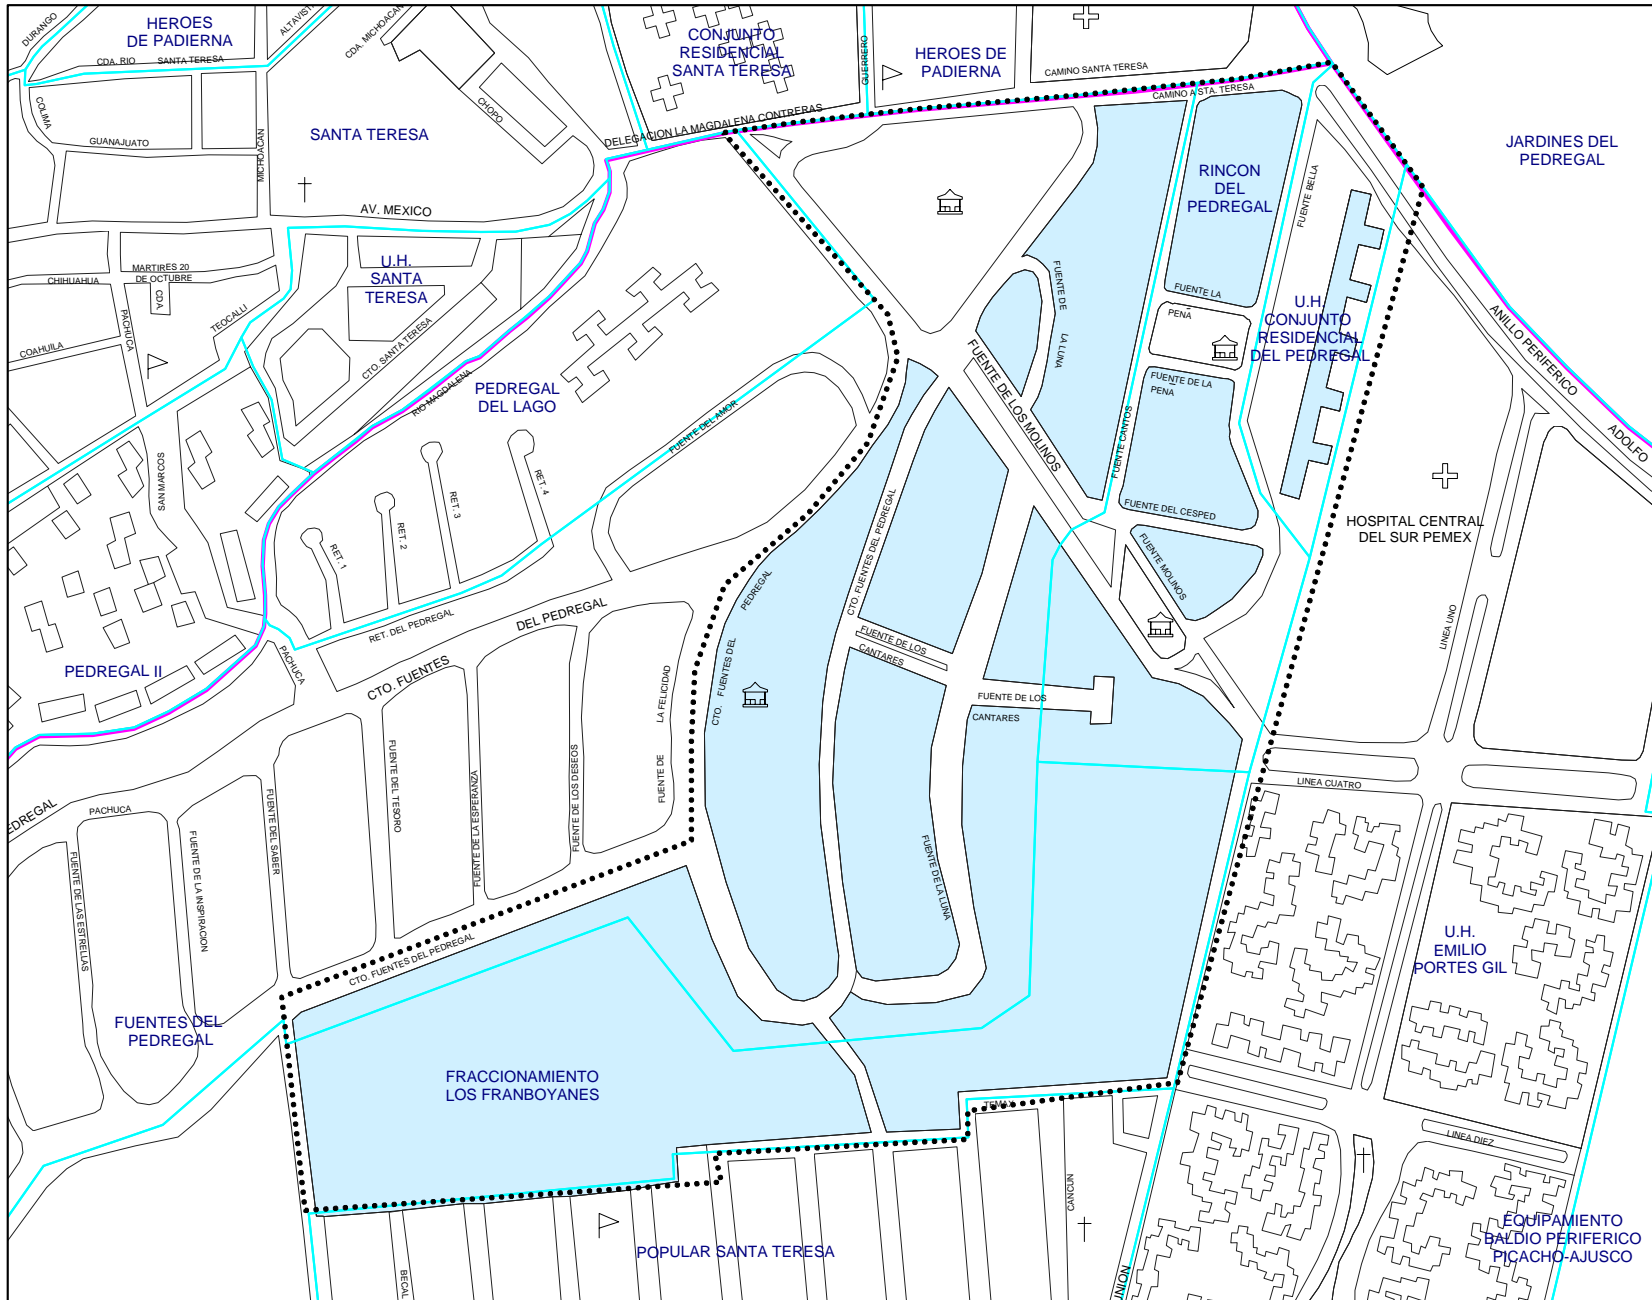 DURANGO
HEROES
DE PADIERNA
ALTAVISTA
CDA. RIO
SANTA TERESA
CDA. MICHOACAN
CONJUNTO
RESIDENCIAL
SANTA TERESA
GUERRERO
HEROES DE
PADIERNA
CAMINO SANTA TERESA
CAMINO A STA. TERESA
COLIMA
GUANAJUATO
MICHOACAN
SANTA TERESA
CHOPO
DELEGACION LA MAGDALENA CONTRERAS
JARDINES DEL
PEDREGAL
RINCON
DEL
PEDREGAL
FUENTE BELLA
AV. MEXICO
U.H.
SANTA
TERESA
MARTIRES 20
DE OCTUBRE
CHIHUAHUA
CDA.
PACHUCA
TEOCALLI
COAHUILA
CTO. SANTA TERESA
RIO MAGDALENA
PEDREGAL
DEL LAGO
FUENTE DEL AMOR
FUENTE DE
LA LUNA
FUENTE LA
PENA
U.H.
CONJUNTO
RESIDENCIAL
DEL PEDREGAL
ANILLO PERIFERICO
ADOLFO
FUENTE DE LOS MOLINOS
FUENTE DE LA
PENA
FUENTE CANTOS
FUENTE DEL CESPED
FUENTE MOLINOS
HOSPITAL CENTRAL
DEL SUR PEMEX
SAN MARCOS
RET. 1
RET. 2
RET. 3
RET. 4
CTO. FUENTES DEL PEDREGAL
PEDREGAL
CTO. FUENTES DEL
RET. DEL PEDREGAL
DEL PEDREGAL
CTO. FUENTES
PACHUCA
PEDREGAL II
FUENTE DE LOS
CANTARES
FUENTE DE LOS
CANTARES
LINEA UNO
LINEA CUATRO
LA FELICIDAD
FUENTE DE
FUENTE DE LOS DESEOS
FUENTE DE LA ESPERANZA
FUENTE DEL TESORO
FUENTE DEL SABER
FUENTE DE LA INSPIRACION
FUENTE DE LAS ESTRELLAS
PACHUCA
EDREGAL
FUENTE DE LA LUNA
CTO. FUENTES DEL PEDREGAL
U.H.
EMILIO
PORTES GIL
FUENTES DEL
PEDREGAL
FRACCIONAMIENTO
LOS FRANBOYANES
TEMAX
LINEA DIEZ
CANCUN
POPULAR SANTA TERESA
BECAL
UNION
EQUIPAMIENTO
BALDIO PERIFERICO
PICACHO-AJUSCO